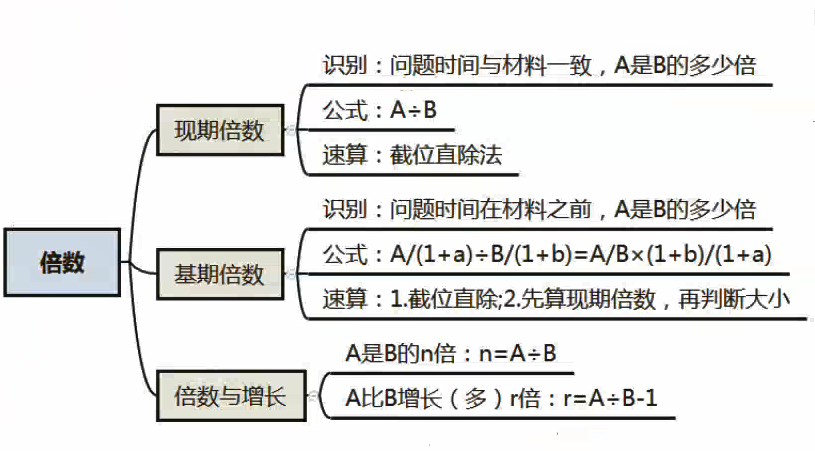 倍数
现期倍数
识别：问题时间与材料一致，A是B的多少倍
公式：A÷B
速算：截位直除法
基期倍数
识别：问题时间在材料之前，A是B的多少倍
公式：A/(1+a)÷B/(1+b)=A/B×(1+b)/(1+a)
速算：1.截位直除;2.先算现期倍数，再判断大小
倍数与增长
A是B的n倍：n=A÷B
A比B增长（多）r倍：r=A÷B-1